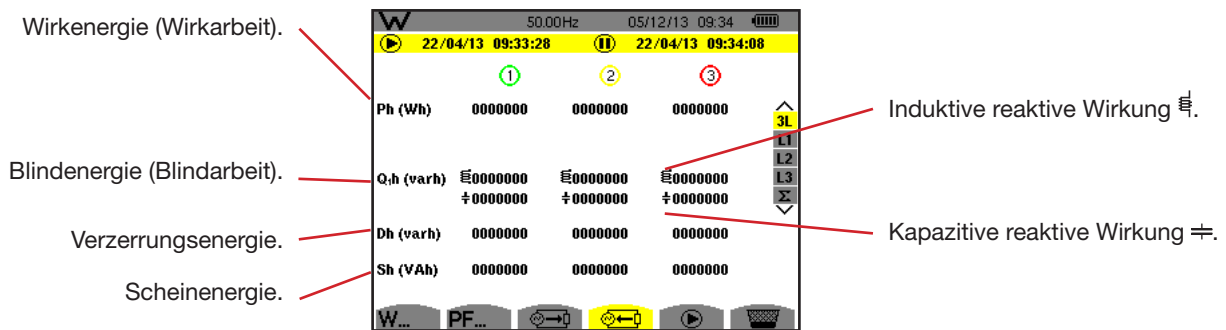 W 50.00Hz 05/12/13 09:34
22/04/13 09:33:28 22/04/13 09:34:08
1 2 3
Wirkenergie (Wirkarbeit).
Ph (Wh) 0000000 0000000 0000000
Induktive reaktive Wirkung.
3L
L1
L2
L3
Σ
Blindenergie (Blindarbeit).
Q₁h (varh) 0000000 0000000 0000000
0000000 0000000 0000000
Kapazitive reaktive Wirkung.
Verzerrungsenergie.
Dh (varh) 0000000 0000000 0000000
Scheinenergie.
Sh (VAh) 0000000 0000000 0000000
W... PF...